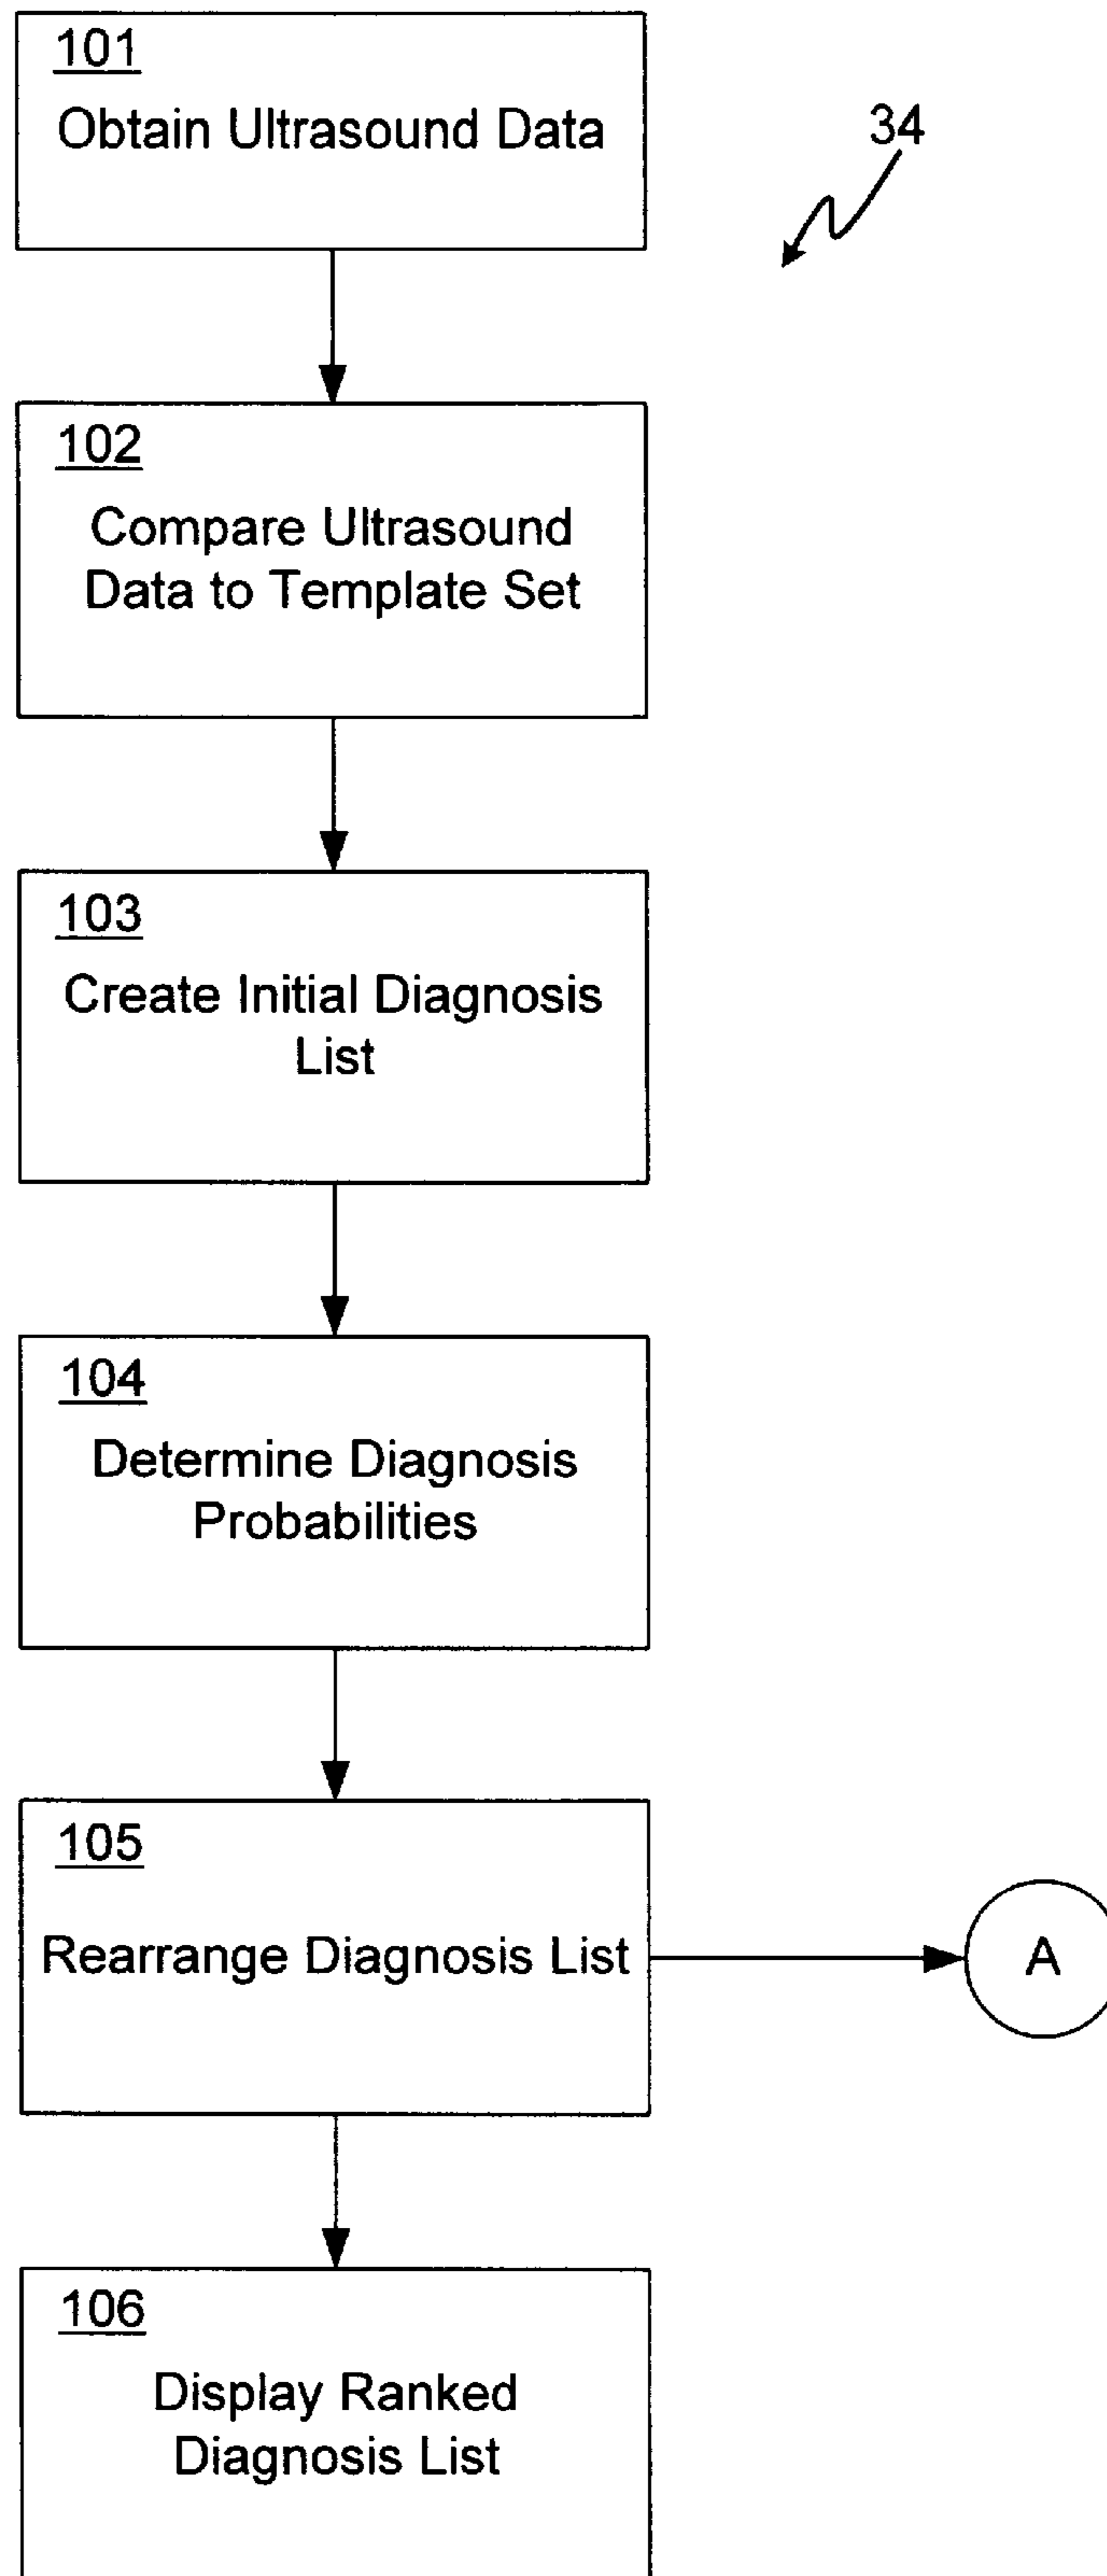 101
Obtain Ultrasound Data
34
102
Compare Ultrasound
Data to Template Set
103
Create Initial Diagnosis
List
104
Determine Diagnosis
Probabilities
105
Rearrange Diagnosis List
A
106
Display Ranked
Diagnosis List